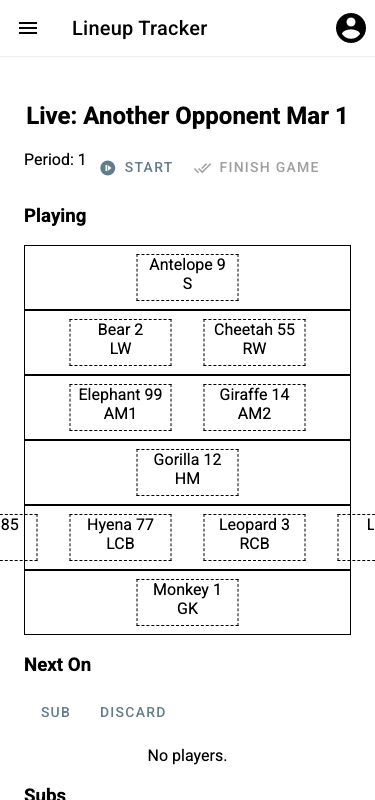 Lineup Tracker
Live: Another Opponent Mar 1
Period: 1 START FINISH GAME
Playing
Antelope 9
S
Bear 2 Cheetah 55
LW RW
Elephant 99 Giraffe 14
AM1 AM2
Gorilla 12
HM
85 Hyena 77 Leopard 3 L
LCB RCB
Monkey 1
GK
Next On
SUB DISCARD
No players.
Subs